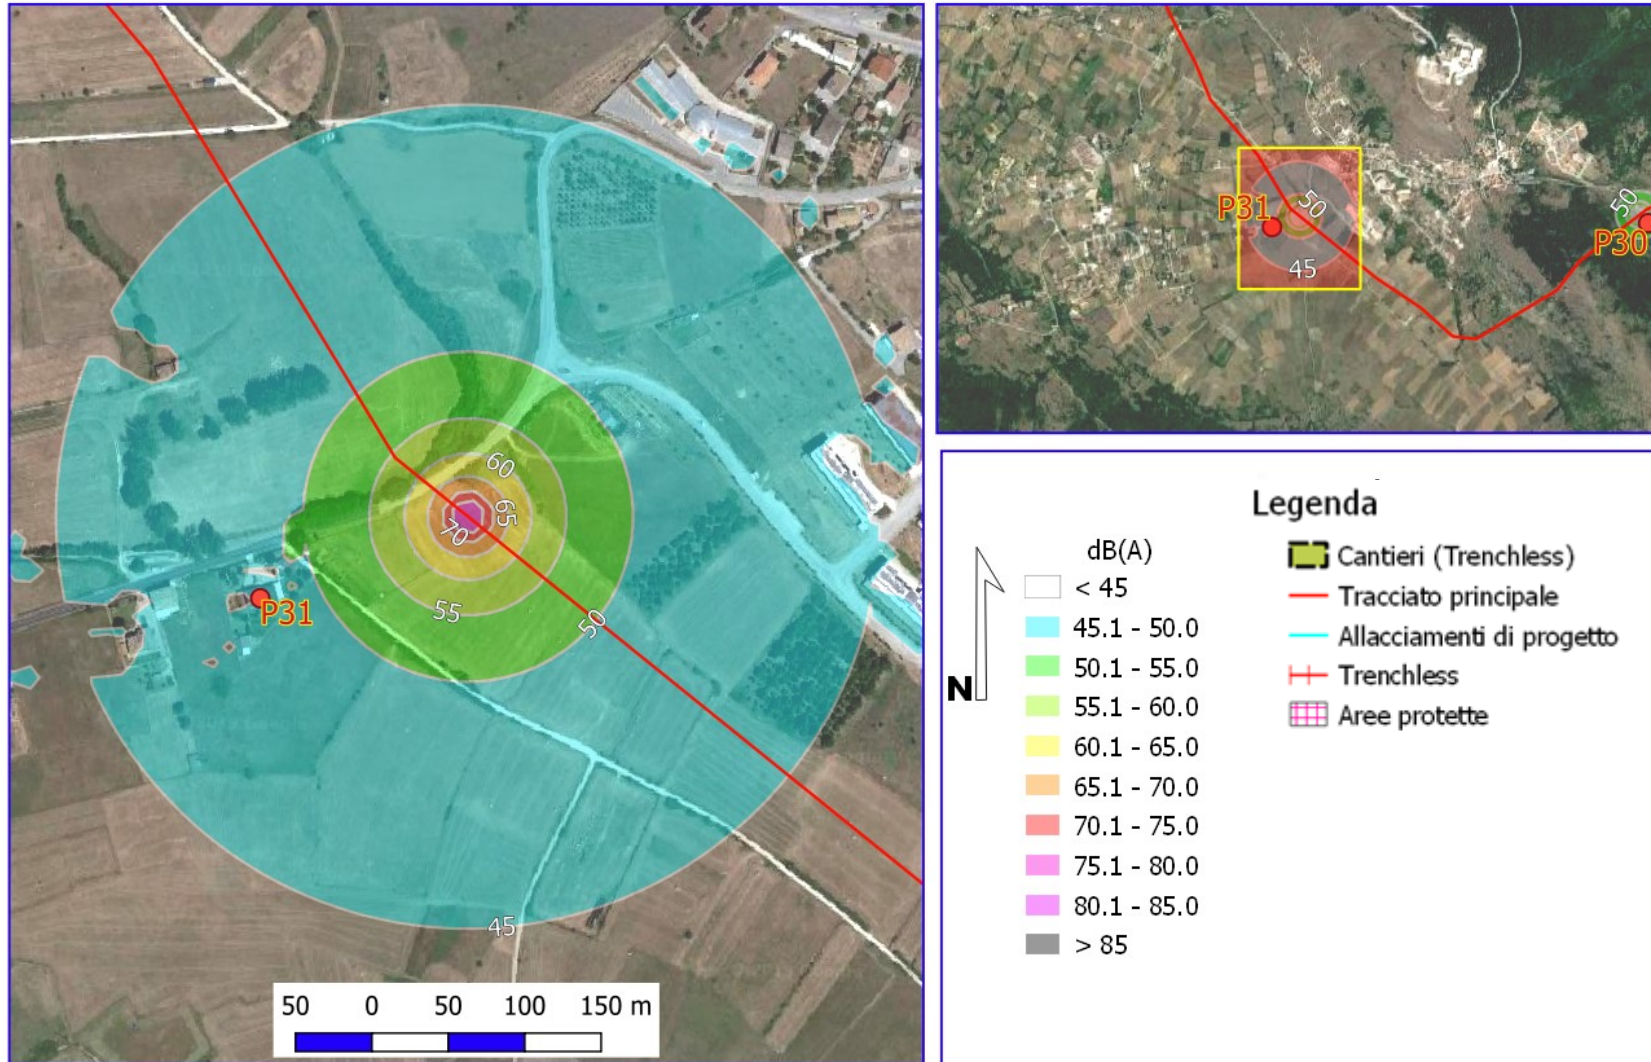 60
65
70
55
50
P31
45
50 0 50 100 150 m
50
P31
45
50
P30
Legenda
dB(A)
< 45
45.1 - 50.0
50.1 - 55.0
55.1 - 60.0
60.1 - 65.0
65.1 - 70.0
70.1 - 75.0
75.1 - 80.0
80.1 - 85.0
> 85
N
Cantieri (Trenchless)
Tracciato principale
Allacciamenti di progetto
Trenchless
Aree protette